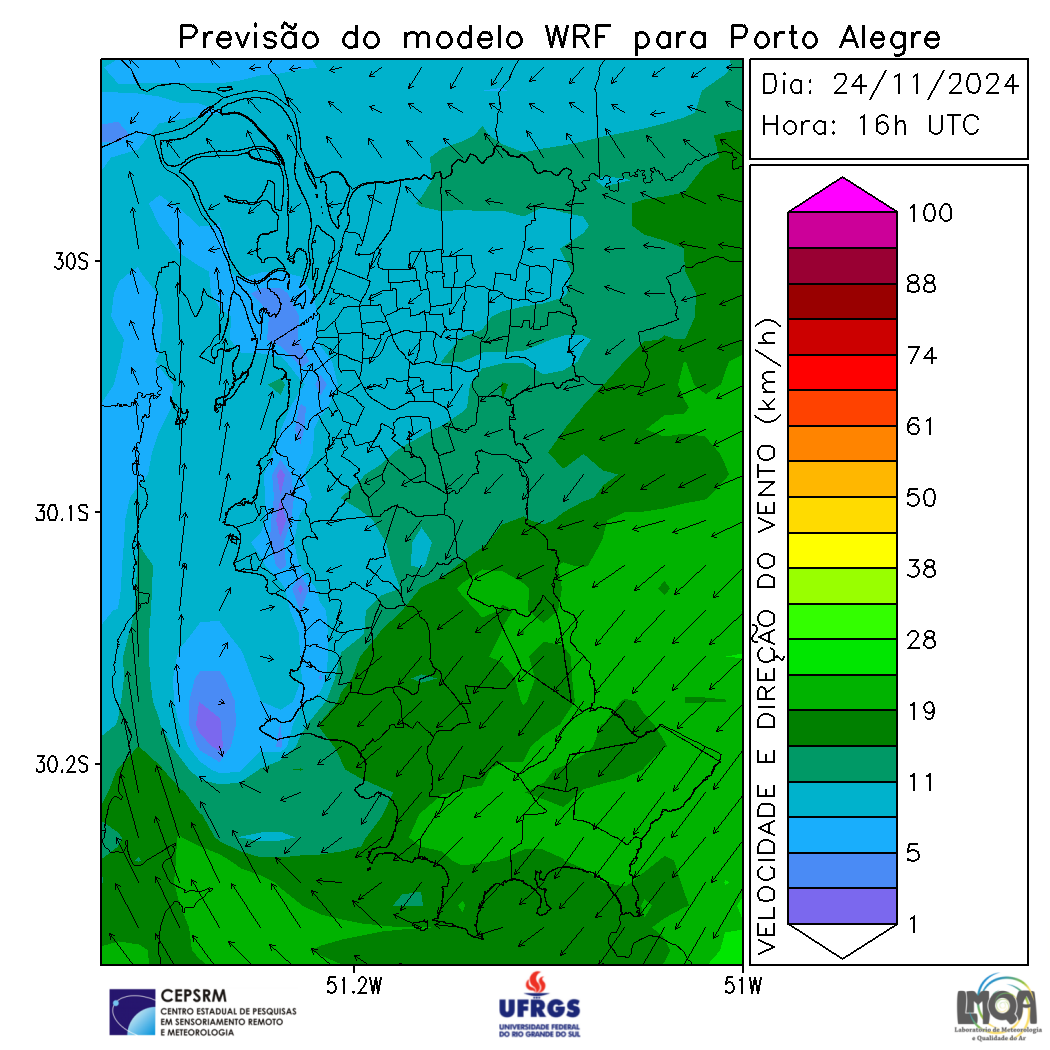 Previsão do modelo WRF para Porto Alegre
Dia: 24/11/2024
Hora: 16h UTC
VELOCIDADE E DIREÇÃO DO VENTO (km/h)
100
88
74
61
50
38
28
19
11
5
1
30S
30.1S
30.2S
51.2W
51W
CEPSRM
CENTRO ESTADUAL DE PESQUISAS
EM SENSORIAMENTO REMOTO
E METEOROLOGIA
UFRGS
UNIVERSIDADE FEDERAL
DO RIO GRANDE DO SUL
LMQA
Laboratório de Meteorologia
e Qualidade do Ar